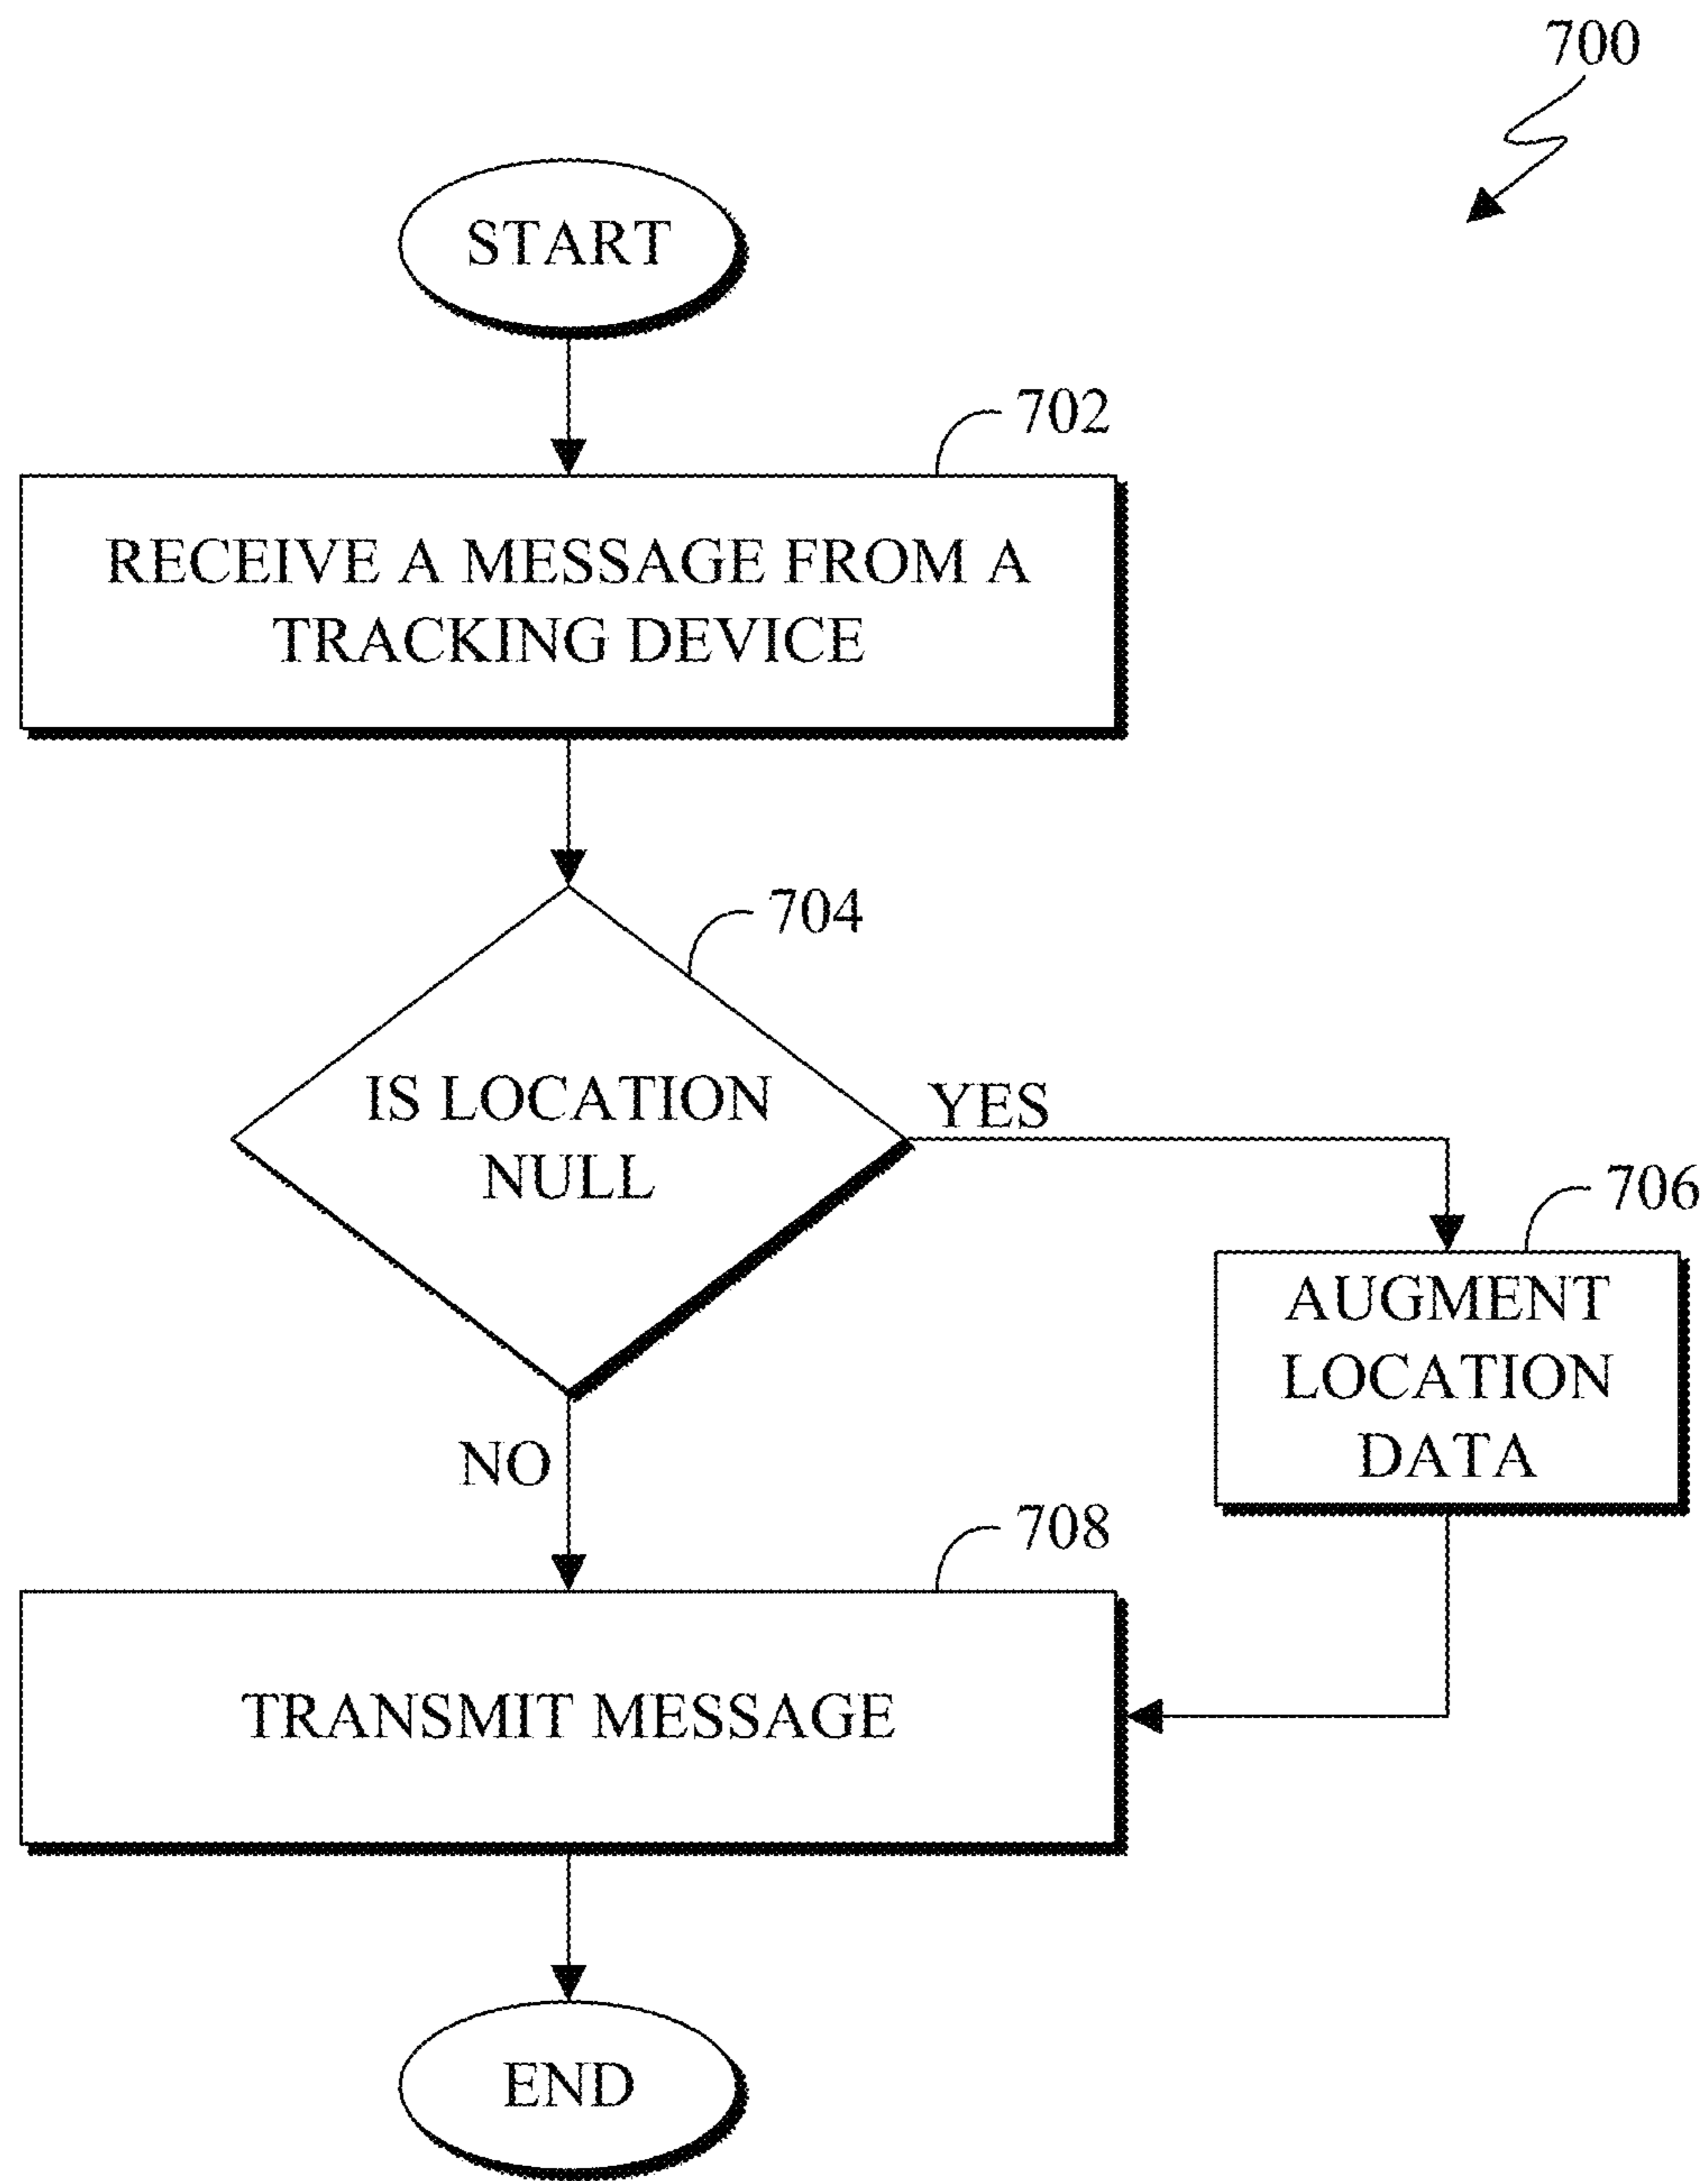 700
START
702
RECEIVE A MESSAGE FROM A
TRACKING DEVICE
704
IS LOCATION
NULL
YES
706
AUGMENT
LOCATION
DATA
NO
708
TRANSMIT MESSAGE
END